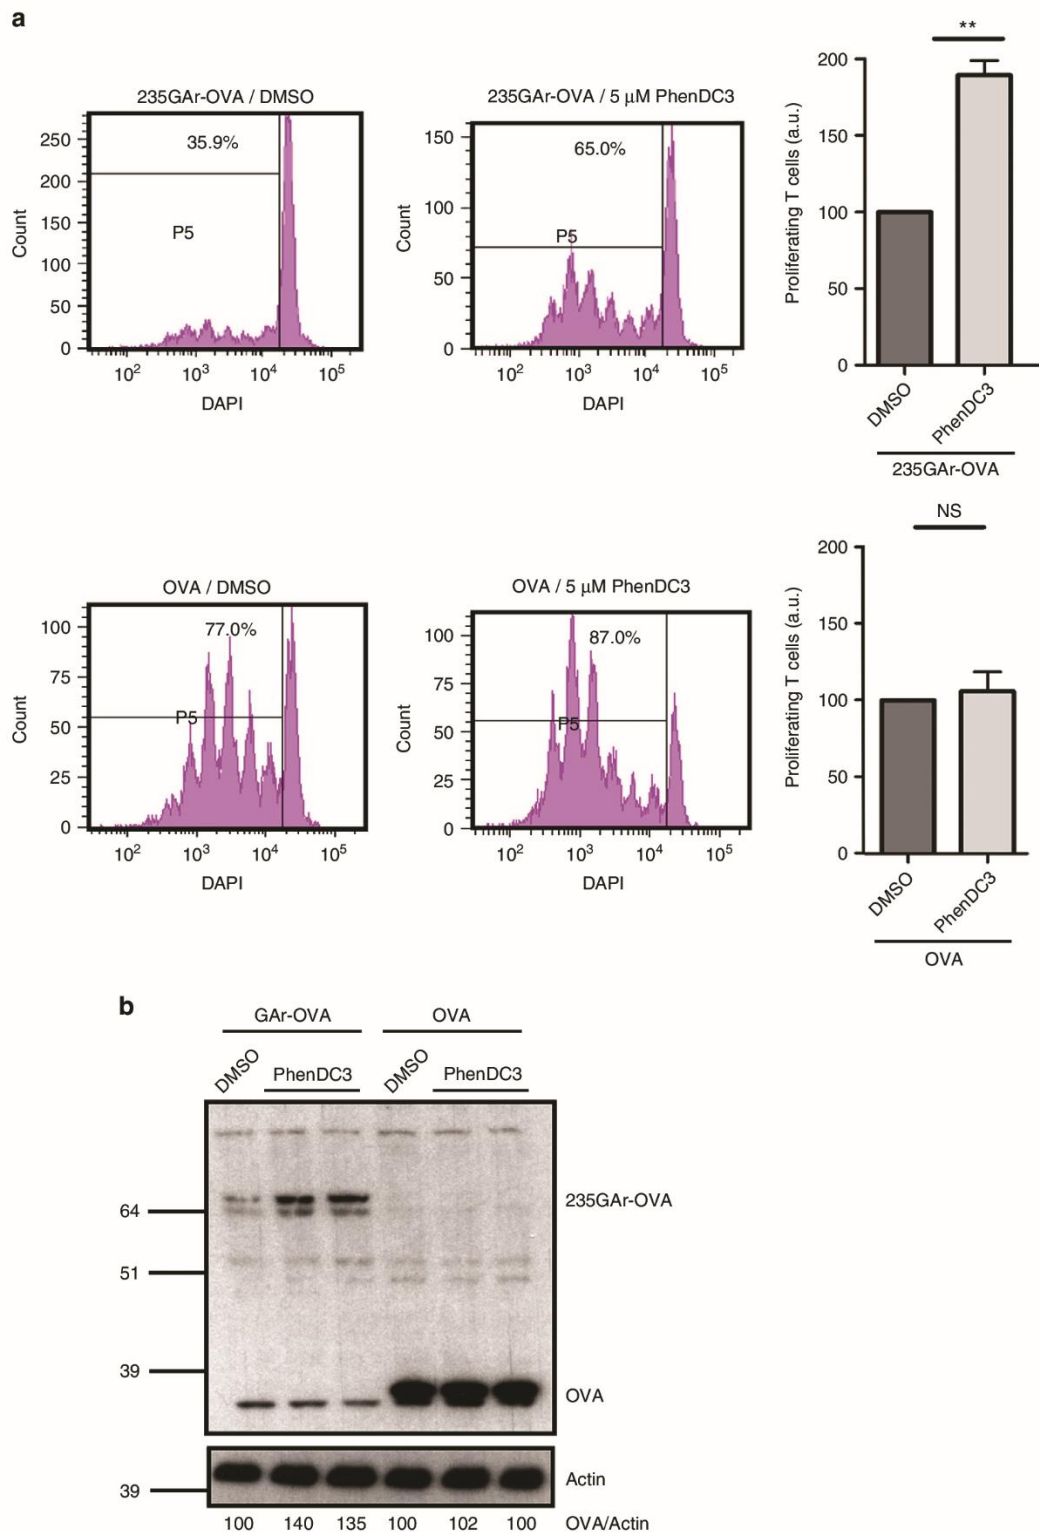 a
235GAr-OVA / DMSO
35.9%
P5
250
200
150
100
50
0
Count
10²
10³
10⁴
10⁵
DAPI
235GAr-OVA / 5 μM PhenDC3
65.0%
P5
150
100
50
0
Count
10²
10³
10⁴
10⁵
DAPI
**
200
150
100
50
0
Proliferating T cells (a.u.)
DMSO
PhenDC3
235GAr-OVA
OVA / DMSO
77.0%
P5
100
75
50
25
0
Count
10²
10³
10⁴
10⁵
DAPI
OVA / 5 μM PhenDC3
87.0%
P5
100
75
50
25
0
Count
10²
10³
10⁴
10⁵
DAPI
NS
200
150
100
50
0
Proliferating T cells (a.u.)
DMSO
PhenDC3
OVA
b
GAr-OVA OVA
DMSO PhenDC3 DMSO PhenDC3
235GAr-OVA
64
51
39
OVA
Actin
39
100 140 135 100 102 100 OVA/Actin